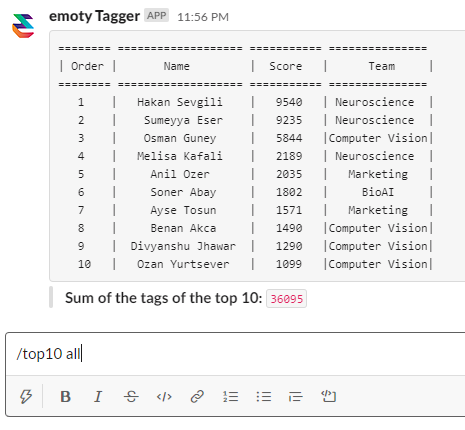 emoty Tagger APP 11:56 PM
======== =================== =========== ===============
| Order | Name | Score | Team |
======== =================== =========== ===============
1 | Hakan Sevgili | 9540 | Neuroscience |
2 | Sumeyya Eser | 9235 | Neuroscience |
3 | Osman Guney | 5844 |Computer Vision|
4 | Melisa Kafali | 2189 | Neuroscience |
5 | Anil Ozer | 2035 | Marketing |
6 | Soner Abay | 1802 | BioAI |
7 | Ayse Tosun | 1571 | Marketing |
8 | Benan Akca | 1490 |Computer Vision|
9 | Divyanshu Jhawar | 1290 |Computer Vision|
10 | Ozan Yurtsever | 1099 |Computer Vision|
Sum of the tags of the top 10: 36095
/top10 all
B I S </>